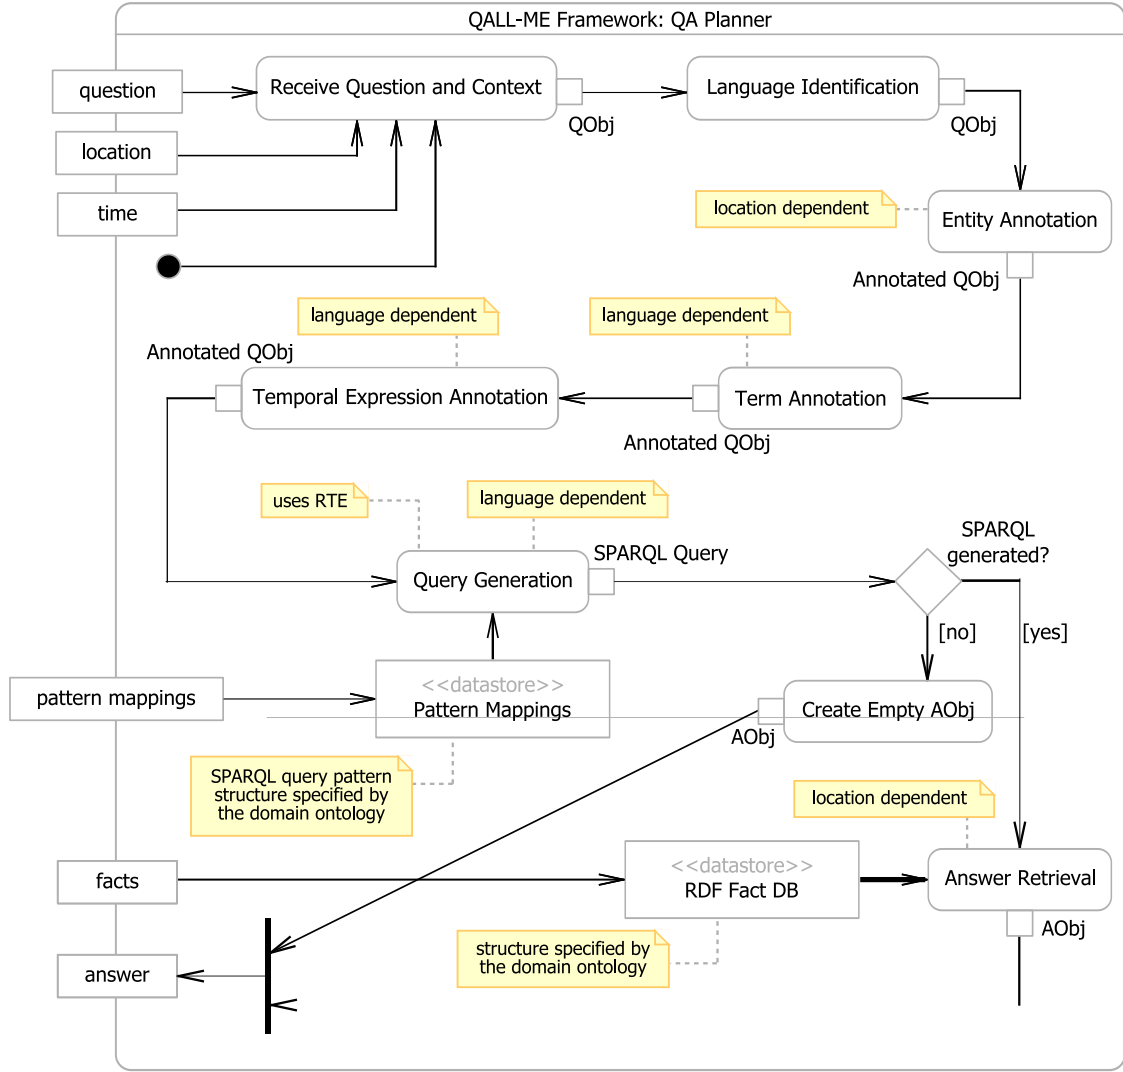 QALL-ME Framework: QA Planner
question
Receive Question and Context
Language Identification
QObj
QObj
location
time
location dependent
Entity Annotation
Annotated QObj
language dependent
language dependent
Annotated QObj
Temporal Expression Annotation
Term Annotation
Annotated QObj
uses RTE
language dependent
SPARQL Query
SPARQL
generated?
Query Generation
[no]
[yes]
pattern mappings
<<datastore>>
Pattern Mappings
Create Empty AObj
AObj
SPARQL query pattern
structure specified by
the domain ontology
location dependent
facts
<<datastore>>
RDF Fact DB
Answer Retrieval
AObj
structure specified by
the domain ontology
answer